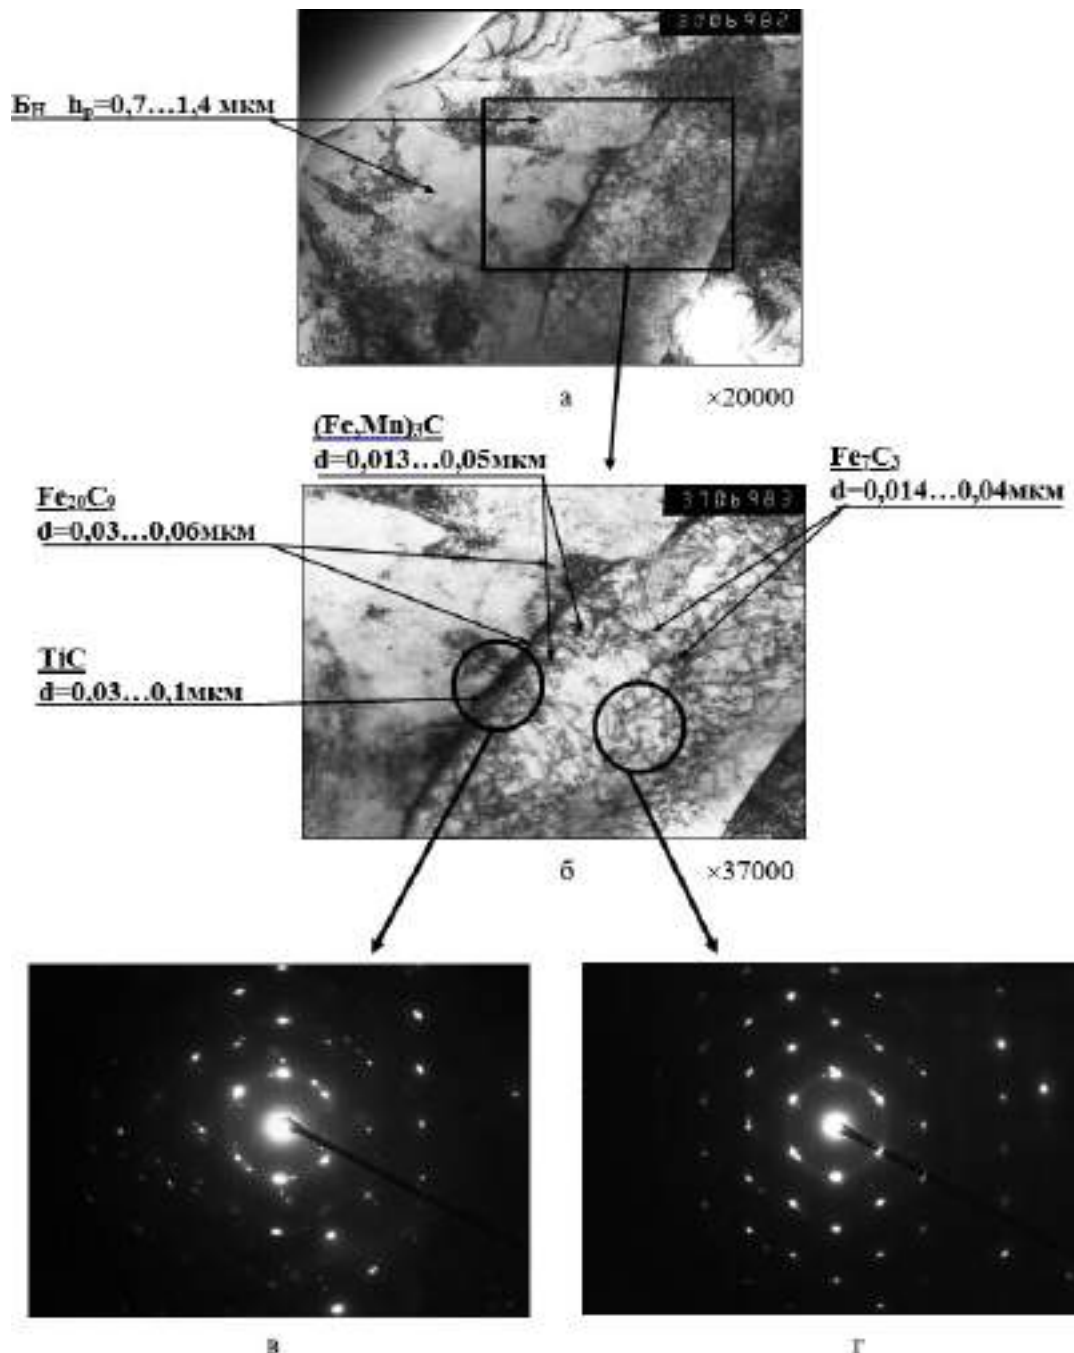 13006982
Бн hр=0,7…1,4 мкм
а ×20000
(Fe,Mn)₃C
d=0,013…0,05мкм
Fe₇C₃
d=0,014…0,04мкм
Fe₂₀C₉
d=0,03…0,06мкм
3706983
TiC
d=0,03…0,1мкм
б ×37000
в г